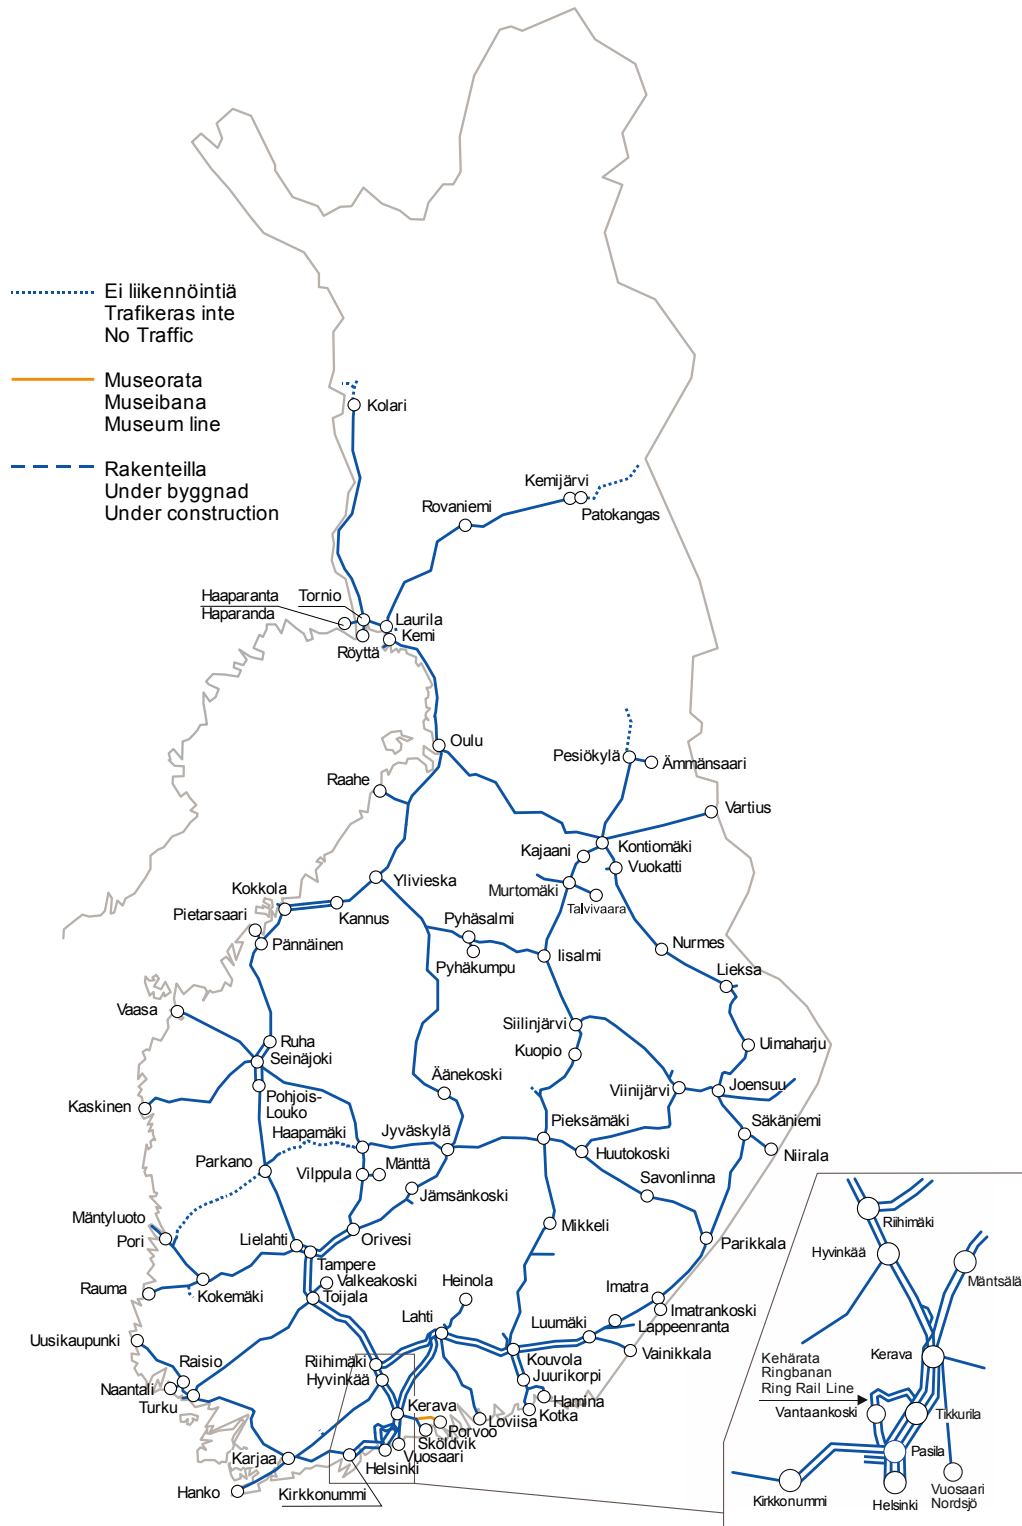 Ei liikennöintiä
Trafikeras inte
No Traffic
Museorata
Museibana
Museum line
Rakenteilla
Under byggnad
Under construction
Kolari
Kemijärvi
Patokangas
Rovaniemi
Haaparanta
Haparanda
Tornio
Laurila
Kemi
Röyttä
Oulu
Raahe
Pesiökylä
Ämmänsaari
Vartius
Kontiomäki
Kajaani
Vuokatti
Murtomäki
Talvivaara
Ylivieska
Kokkola
Kannus
Pietarsaari
Pännäinen
Pyhäsalmi
Pyhäkumpu
Iisalmi
Nurmes
Lieksa
Vaasa
Ruha
Seinäjoki
Siilinjärvi
Kuopio
Uimaharju
Äänekoski
Viinijärvi
Joensuu
Kaskinen
Pohjois-
Louko
Haapamäki
Jyväskylä
Pieksämäki
Säkäniemi
Huutokoski
Niirala
Parkano
Vilppula
Mänttä
Jämsänkoski
Savonlinna
Mäntyluoto
Pori
Lielahti
Orivesi
Mikkeli
Parikkala
Tampere
Valkeakoski
Heinola
Rauma
Kokemäki
Toijala
Imatra
Imatrankoski
Lahti
Luumäki
Lappeenranta
Uusikaupunki
Vainikkala
Raisio
Riihimäki
Hyvinkää
Kouvola
Juurikorpi
Naantali
Turku
Kerava
Hamina
Kotka
Porvoo
Loviisa
Sköldvik
Vuosaari
Karjaa
Helsinki
Hanko
Kirkkonummi
Riihimäki
Hyvinkää
Mäntsälä
Kerava
Kehärata
Ringbanan
Ring Rail Line
Vantaankoski
Tikkurila
Pasila
Kirkkonummi
Helsinki
Vuosaari
Nordsjö